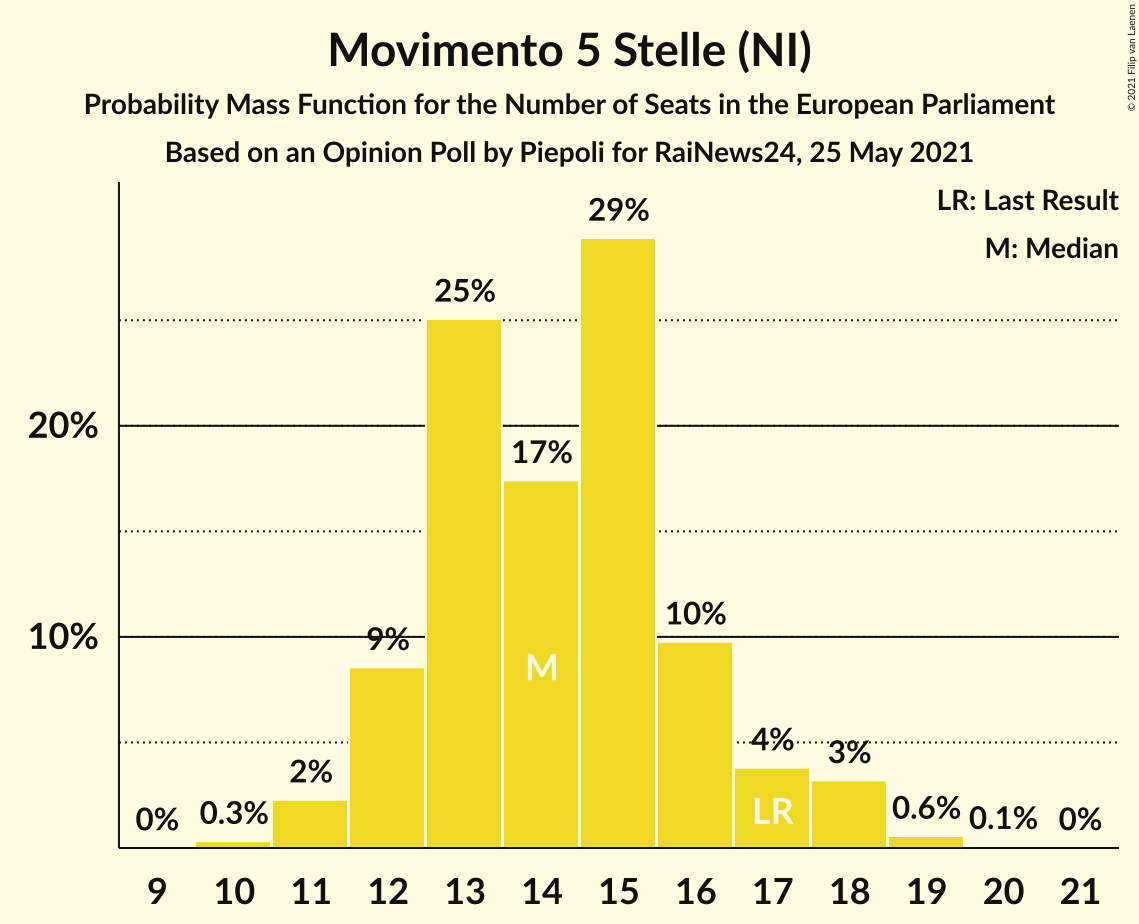 Movimento 5 Stelle (NI)
Probability Mass Function for the Number of Seats in the European Parliament
Based on an Opinion Poll by Piepoli for RaiNews24, 25 May 2021
© 2021 Filip van Laenen
LR: Last Result
M: Median
29%
25%
20%
17%
10%
10%
9%
M
4%
3%
2%
LR
0%
0.3%
0.6%
0.1%
0%
9 10 11 12 13 14 15 16 17 18 19 20 21